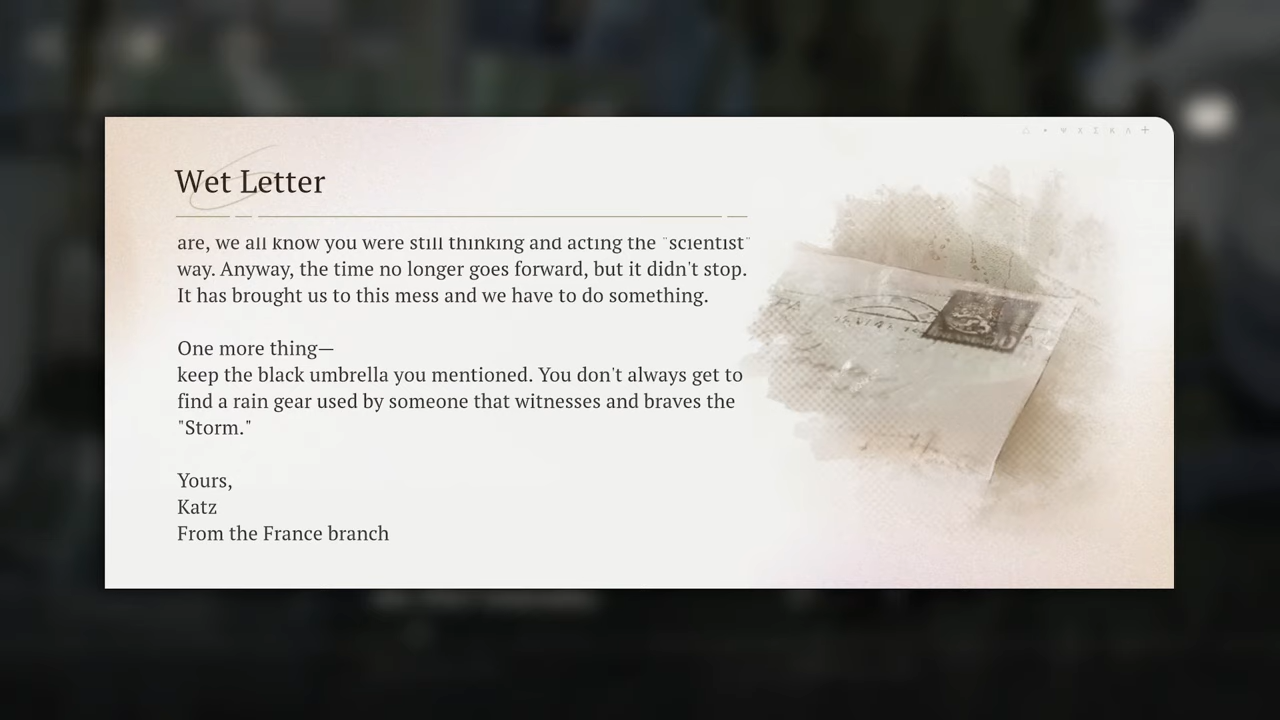 Wet Letter
are, we all know you were still thinking and acting the "scientist"
way. Anyway, the time no longer goes forward, but it didn't stop.
It has brought us to this mess and we have to do something.
One more thing—
keep the black umbrella you mentioned. You don't always get to
find a rain gear used by someone that witnesses and braves the
"Storm."
Yours,
Katz
From the France branch